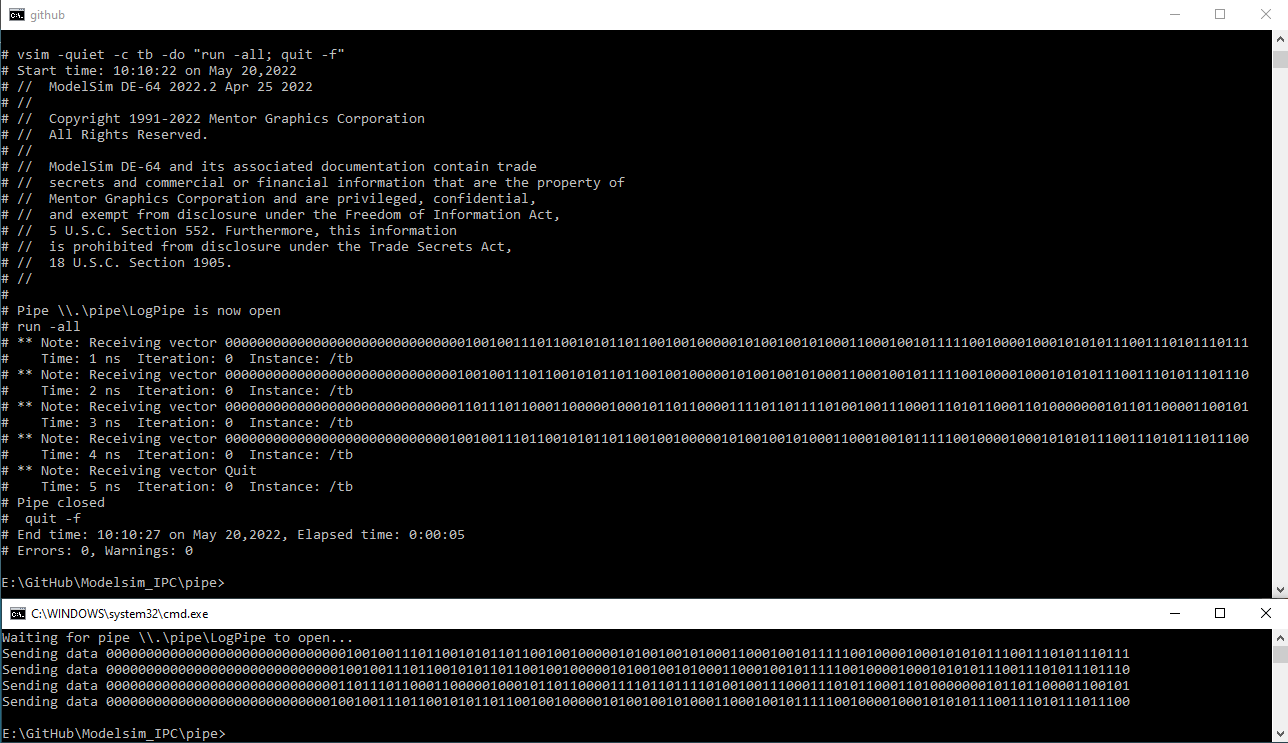 github
# vsim -quiet -c tb -do "run -all; quit -f"
# Start time: 10:10:22 on May 20,2022
# //  ModelSim DE-64 2022.2 Apr 25 2022
# //
# //  Copyright 1991-2022 Mentor Graphics Corporation
# //  All Rights Reserved.
# //
# //  ModelSim DE-64 and its associated documentation contain trade
# //  secrets and commercial or financial information that are the property of
# //  Mentor Graphics Corporation and are privileged, confidential,
# //  and exempt from disclosure under the Freedom of Information Act,
# //  5 U.S.C. Section 552. Furthermore, this information
# //  is prohibited from disclosure under the Trade Secrets Act,
# //  18 U.S.C. Section 1905.
# //
#
# Pipe \\.\pipe\LogPipe is now open
# run -all
# ** Note: Receiving vector 00000000000000000000000000000010010011101100101011011001001000001010010010100011000100101111100100001000101010111001110101110111
#    Time: 1 ns  Iteration: 0  Instance: /tb
# ** Note: Receiving vector 00000000000000000000000000000100100111011001010110110010010000010100100101000110001001011111001000010001010101110011101011101110
#    Time: 2 ns  Iteration: 0  Instance: /tb
# ** Note: Receiving vector 00000000000000000000000000000110111011000110000010001011011000011110110111101001001110001110101100011010000000101101100001100101
#    Time: 3 ns  Iteration: 0  Instance: /tb
# ** Note: Receiving vector 00000000000000000000000000001001001110110010101101100100100000101001001010001100010010111110010000100010101011100111010111011100
#    Time: 4 ns  Iteration: 0  Instance: /tb
# ** Note: Receiving vector Quit
#    Time: 5 ns  Iteration: 0  Instance: /tb
# Pipe closed
#  quit -f
# End time: 10:10:27 on May 20,2022, Elapsed time: 0:00:05
# Errors: 0, Warnings: 0
E:\GitHub\Modelsim_IPC\pipe>
C:\WINDOWS\system32\cmd.exe
Waiting for pipe \\.\pipe\LogPipe to open...
Sending data 00000000000000000000000000000010010011101100101011011001001000001010010010100011000100101111100100001000101010111001110101110111
Sending data 00000000000000000000000000000100100111011001010110110010010000010100100101000110001001011111001000010001010101110011101011101110
Sending data 00000000000000000000000000000110111011000110000010001011011000011110110111101001001110001110101100011010000000101101100001100101
Sending data 00000000000000000000000000001001001110110010101101100100100000101001001010001100010010111110010000100010101011100111010111011100
E:\GitHub\Modelsim_IPC\pipe>